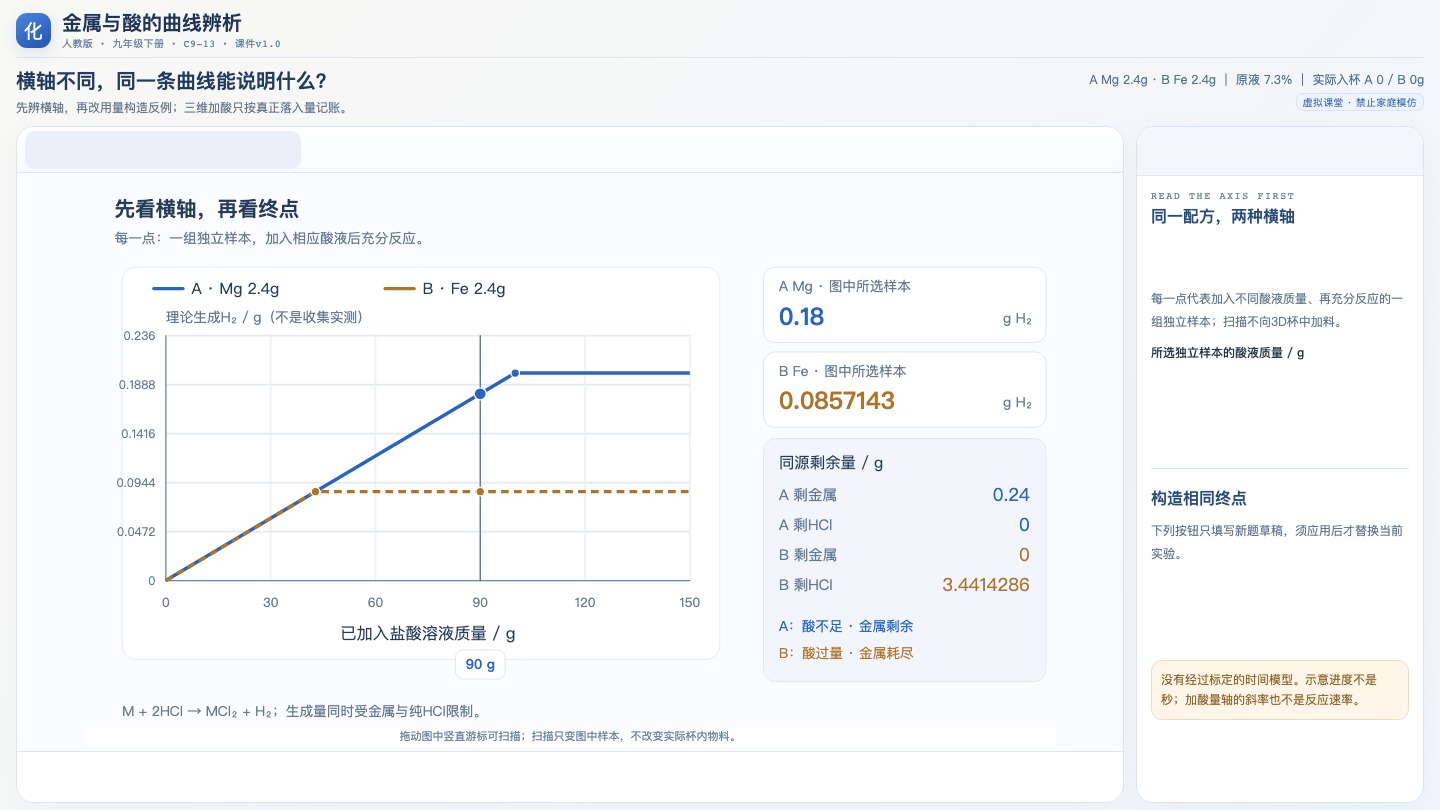 化
金属与酸的曲线辨析
人教版 · 九年级下册 · C9-13 · 课件v1.0
横轴不同，同一条曲线能说明什么？
先辨横轴，再改用量构造反例；三维加酸只按真正落入量记账。
A Mg 2.4g · B Fe 2.4g ｜ 原液 7.3% ｜ 实际入杯 A 0 / B 0g
虚拟课堂 · 禁止家庭模仿
先看横轴，再看终点
每一点：一组独立样本，加入相应酸液后充分反应。
A · Mg 2.4g
B · Fe 2.4g
理论生成H₂ / g（不是收集实测）
0.236
0.1888
0.1416
0.0944
0.0472
0
0 30 60 90 120 150
已加入盐酸溶液质量 / g
90 g
A Mg · 图中所选样本
0.18 g H₂
B Fe · 图中所选样本
0.0857143 g H₂
同源剩余量 / g
A 剩金属 0.24
A 剩HCl 0
B 剩金属 0
B 剩HCl 3.4414286
A：酸不足 · 金属剩余
B：酸过量 · 金属耗尽
M + 2HCl → MCl₂ + H₂；生成量同时受金属与纯HCl限制。
拖动图中竖直游标可扫描；扫描只变图中样本，不改变实际杯内物料。
READ THE AXIS FIRST
同一配方，两种横轴
每一点代表加入不同酸液质量、再充分反应的一
组独立样本；扫描不向3D杯中加料。
所选独立样本的酸液质量 / g
构造相同终点
下列按钮只填写新题草稿，须应用后才替换当前
实验。
没有经过标定的时间模型。示意进度不是
秒；加酸量轴的斜率也不是反应速率。